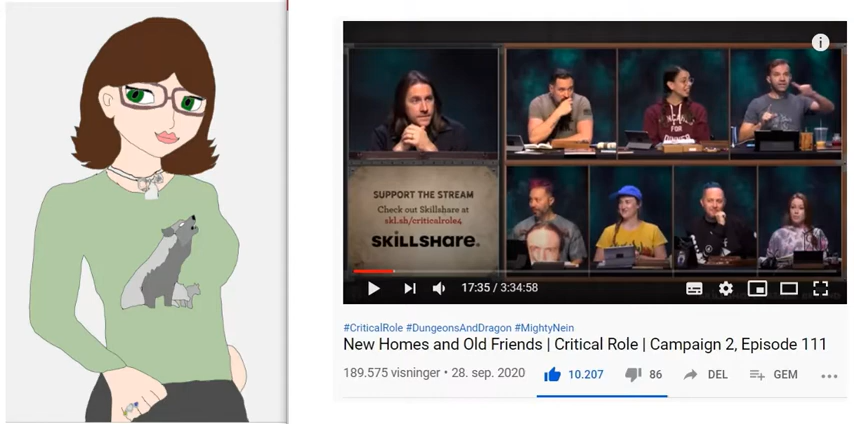 SUPPORT THE STREAM
Check out Skillshare at
skl.sh/criticalrole4
SKILLSHARE.
17:35 / 3:34:58
#CriticalRole #DungeonsAndDragon #MightyNein
New Homes and Old Friends | Critical Role | Campaign 2, Episode 111
189.575 visninger • 28. sep. 2020 10.207 86 DEL GEM